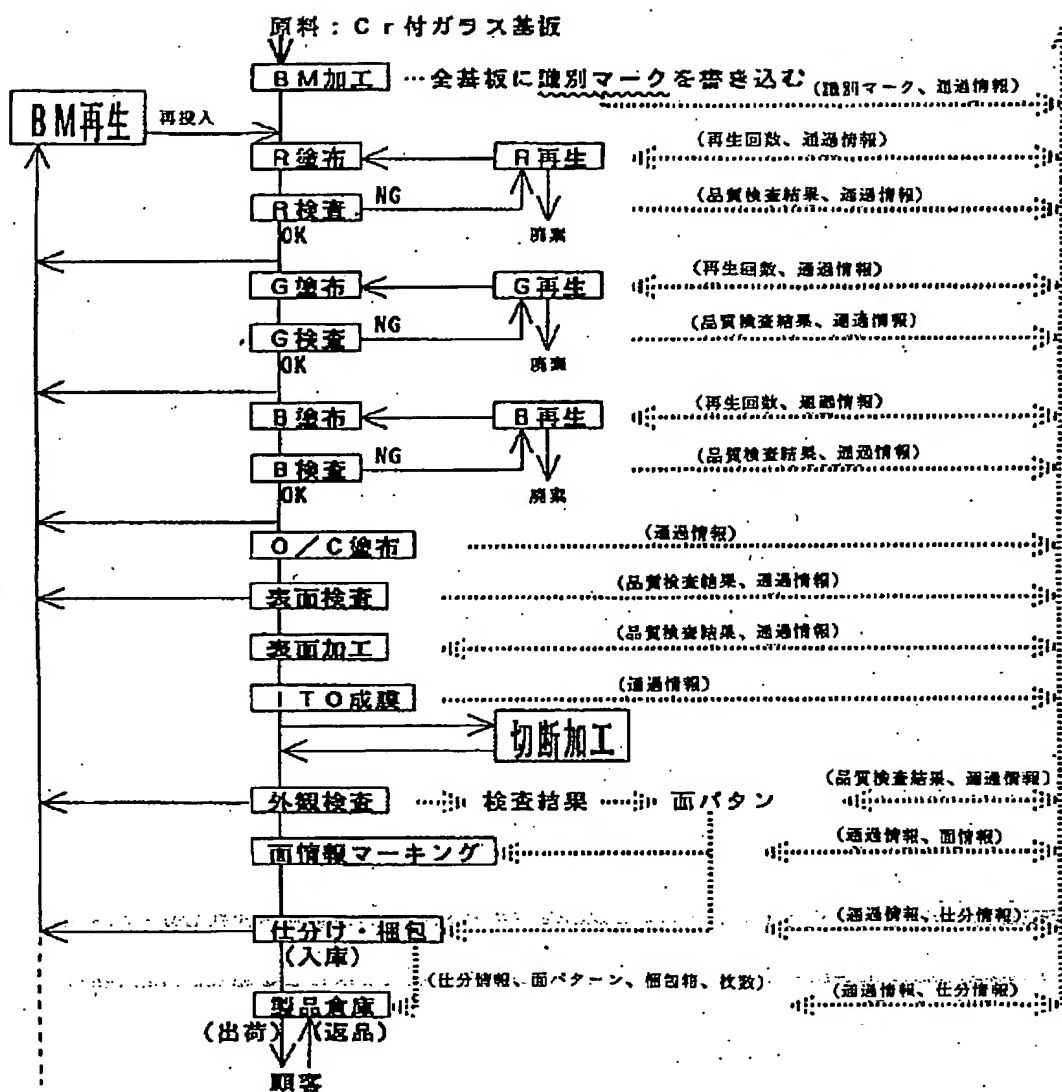 原料：Cr付ガラス基板
BM加工 …全基板に識別マークを書き込む (識別マーク、通過情報)
BM再生 再投入
(再生回数、通過情報)
R塗布 R再生
(品質検査結果、通過情報)
R検査 NG
OK 廃棄
(再生回数、通過情報)
G塗布 G再生
(品質検査結果、通過情報)
G検査 NG
OK 廃棄
(再生回数、通過情報)
B塗布 B再生
(品質検査結果、通過情報)
B検査 NG
OK 廃棄
O／C塗布 (通過情報)
表面検査 (品質検査結果、通過情報)
表面加工 (品質検査結果、通過情報)
ITO成膜 (通過情報)
切断加工
(品質検査結果、通過情報)
外観検査 検査結果 面パタン
(通過情報、面情報)
面情報マーキング
(通過情報、仕分情報)
仕分け・梱包
(入庫)
(仕分情報、面パターン、梱包箱、枚数)
(通過情報、仕分情報)
製品倉庫
(出荷)／(返品)
顧客